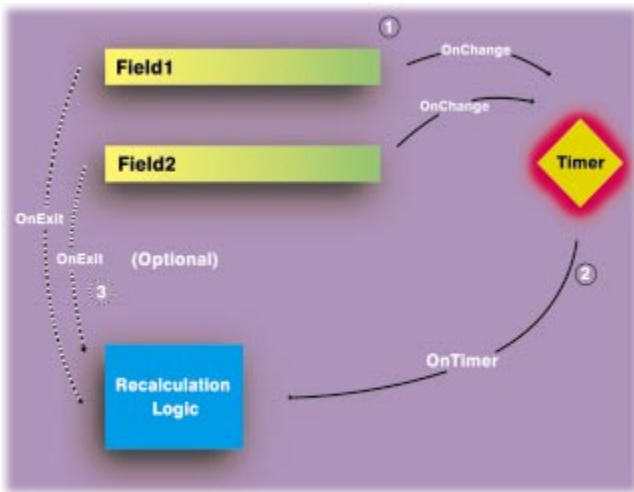 1
OnChange
Field1
OnChange
Field2
Timer
OnExit
OnExit
(Optional)
2
3
OnTimer
Recalculation
Logic